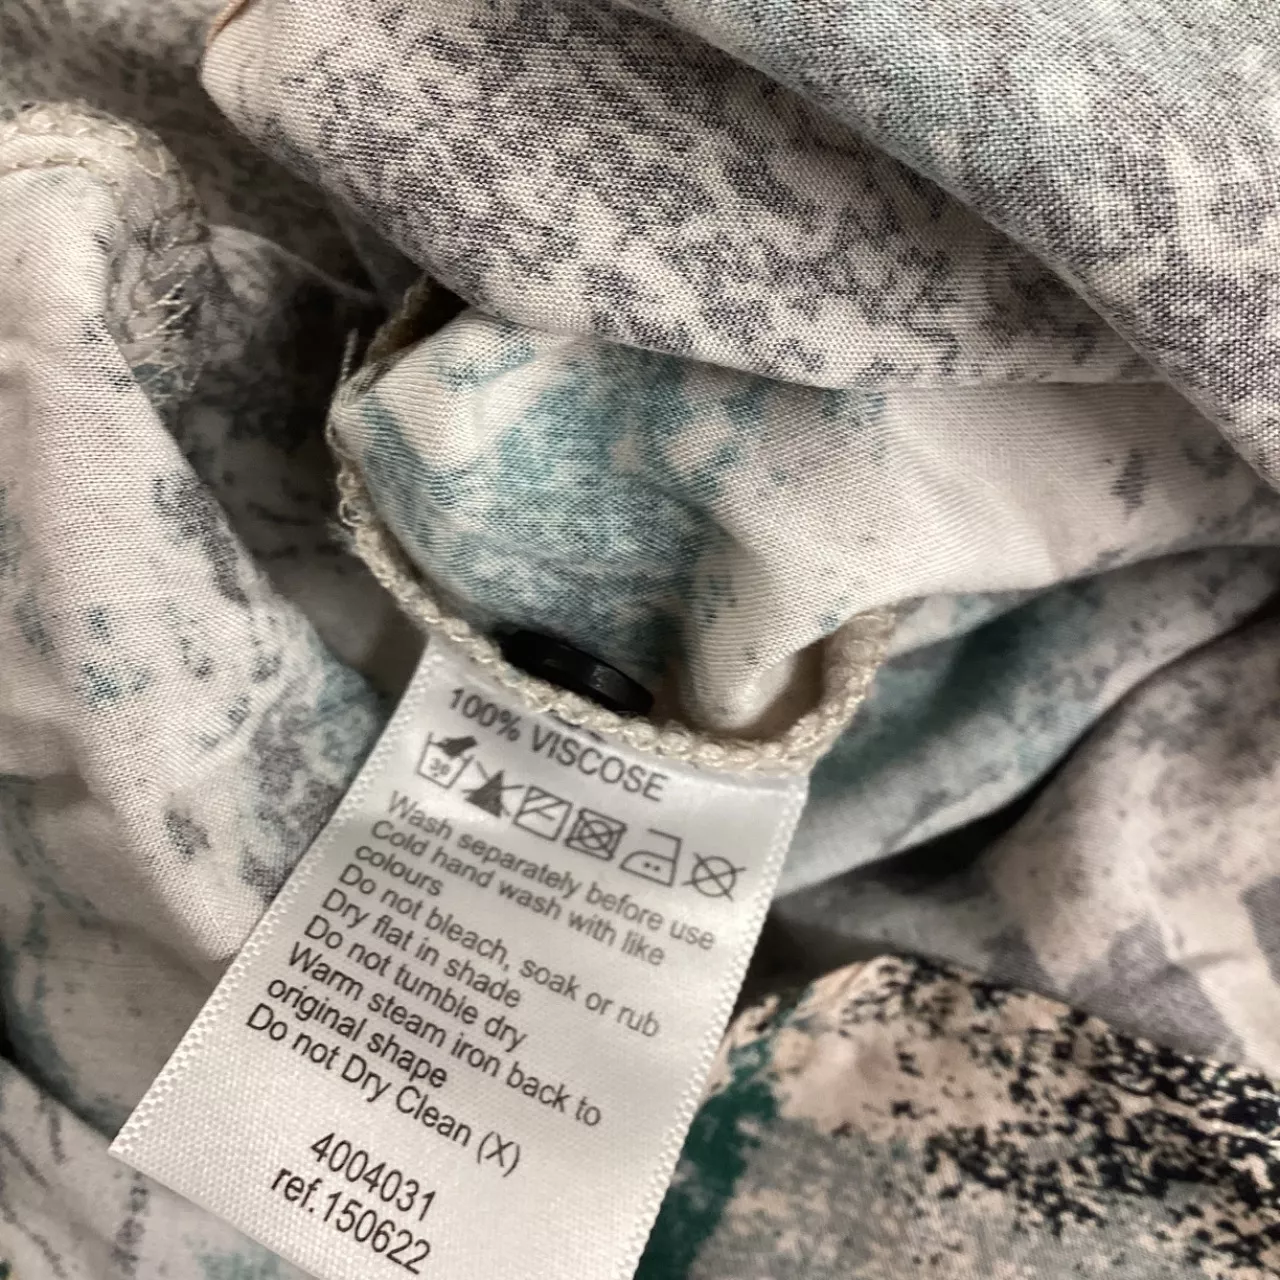 100% VISCOSE
30
Wash separately before use
Cold hand wash with like
colours
Do not bleach, soak or rub
Dry flat in shade
Do not tumble dry
Warm steam iron back to
original shape
Do not Dry Clean (X)
4004031
ref.150622